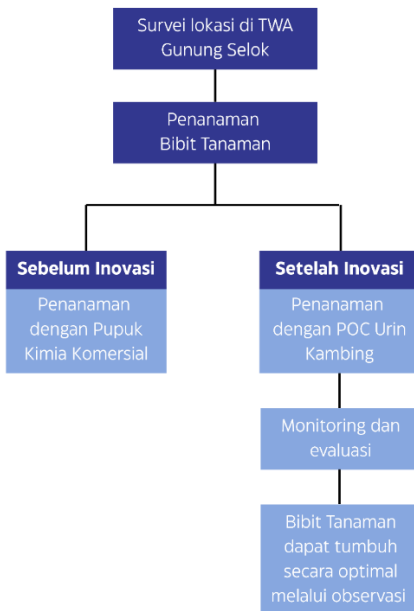 Survei lokasi di TWA
Gunung Selok
Penanaman
Bibit Tanaman
Sebelum Inovasi
Penanaman
dengan Pupuk
Kimia Komersial
Setelah Inovasi
Penanaman
dengan POC Urin
Kambing
Monitoring dan
evaluasi
Bibit Tanaman
dapat tumbuh
secara optimal
melalui observasi